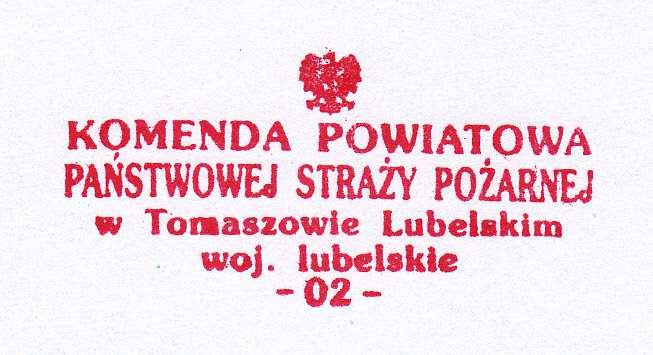 KOMENDA POWIATOWA
PAŃSTWOWEJ STRAŻY POŻARNEJ
w Tomaszowie Lubelskim
woj. lubelskie
- 02 -